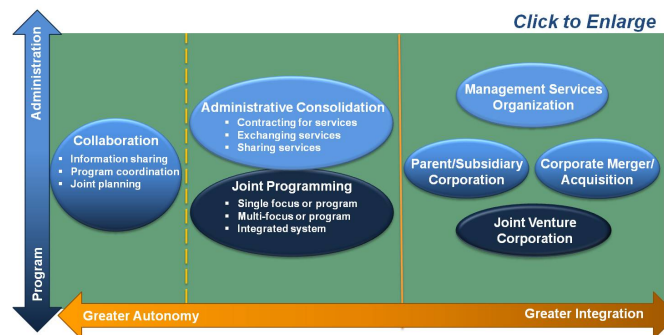 Click to Enlarge
Administration
Program
Collaboration
▪ Information sharing
▪ Program coordination
▪ Joint planning
Administrative Consolidation
▪ Contracting for services
▪ Exchanging services
▪ Sharing services
Joint Programming
▪ Single focus or program
▪ Multi-focus or program
▪ Integrated system
Management Services
Organization
Parent/Subsidiary
Corporation
Corporate Merger/
Acquisition
Joint Venture
Corporation
Greater Autonomy
Greater Integration